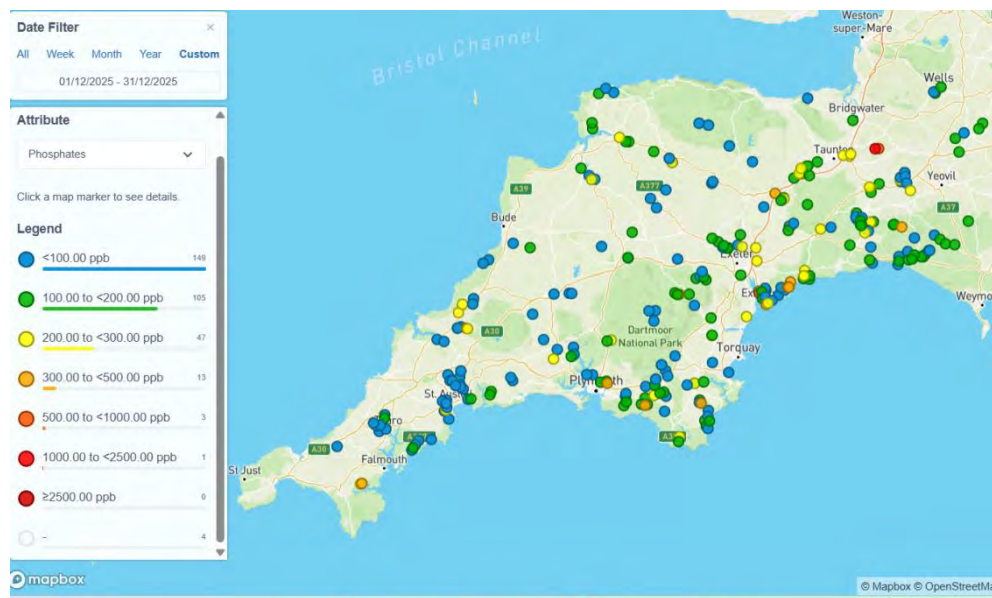 Date Filter ×
All Week Month Year Custom
01/12/2025 - 31/12/2025
Attribute
Phosphates
Click a map marker to see details.
Legend
<100.00 ppb 149
100.00 to <200.00 ppb 105
200.00 to <300.00 ppb 47
300.00 to <500.00 ppb 13
500.00 to <1000.00 ppb 3
1000.00 to <2500.00 ppb 1
≥2500.00 ppb 0
- 4
mapbox
Bristol Channel
Weston-
super-Mare
Wells
Bridgwater
Taunton
Yeovil
A39
A377
A37
Bude
Exeter
Weymo
A30
Dartmoor
National Park
Torquay
Plymouth
St. Austell
A30
Falmouth
St Just
© Mapbox © OpenStreetMa